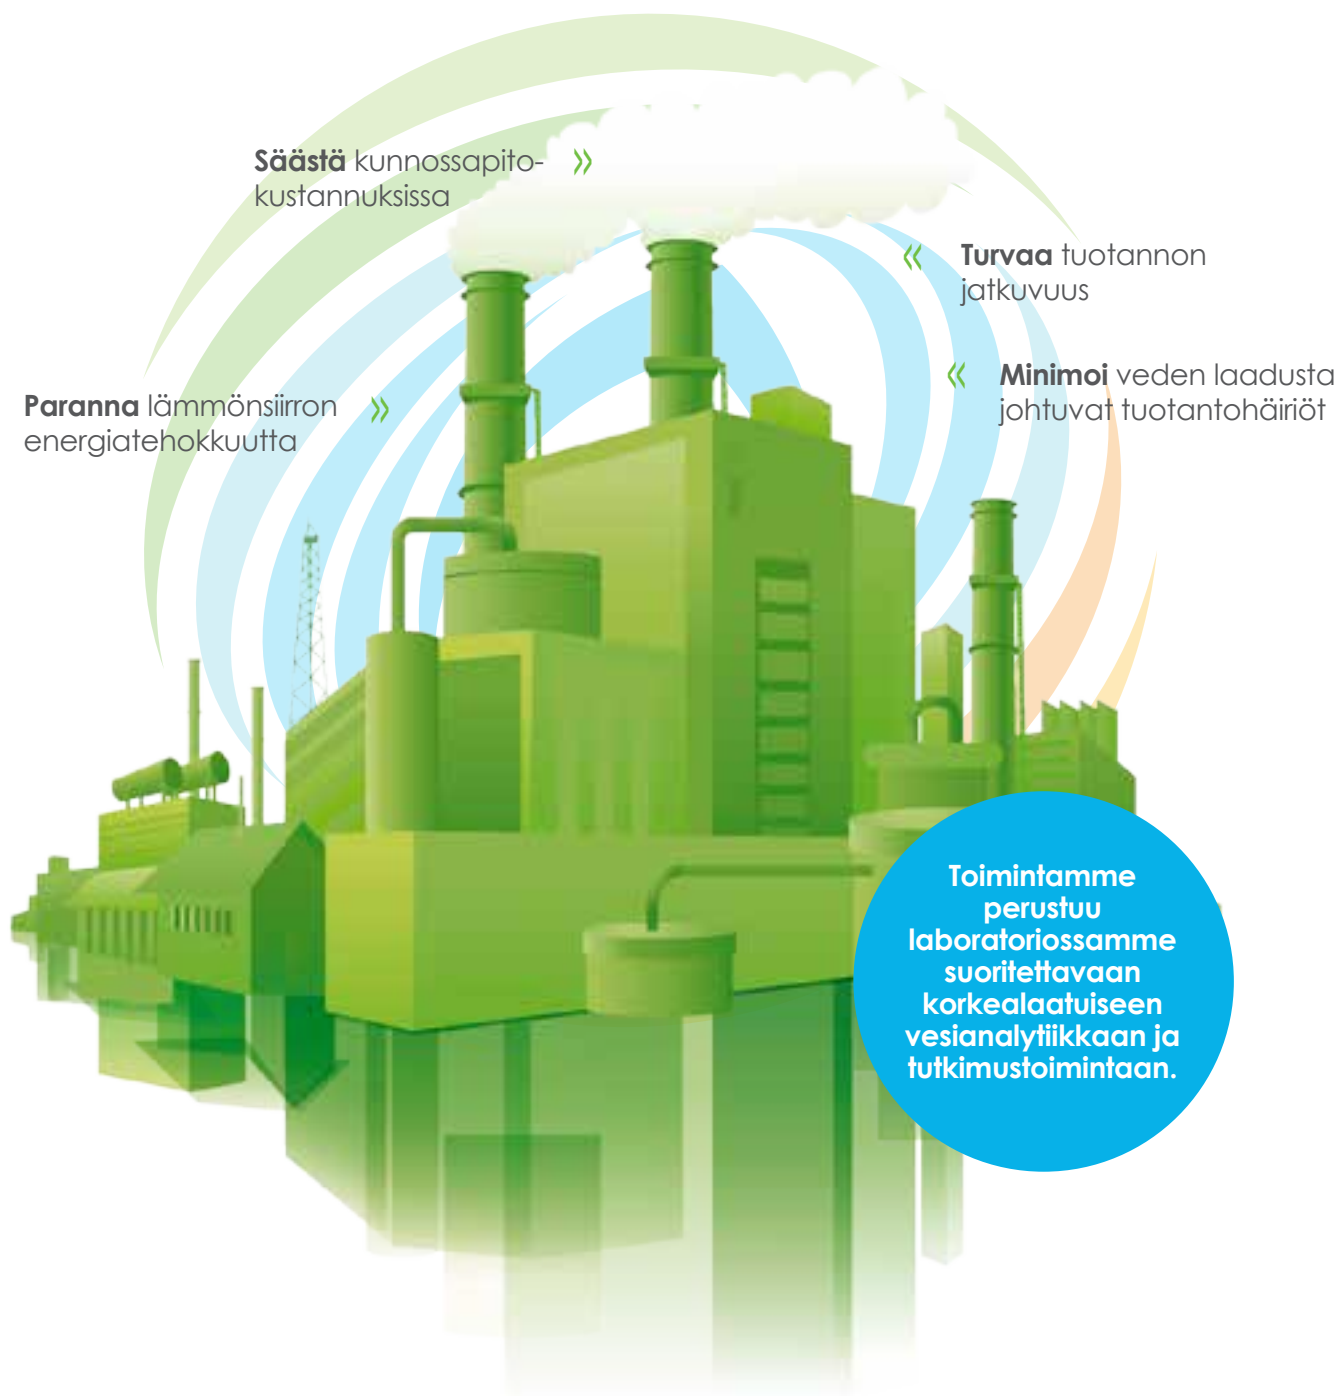 Säästä kunnossapito- »
kustannuksissa
« Turvaa tuotannon
jatkuvuus
« Minimoi veden laadusta
johtuvat tuotantohäiriöt
Paranna lämmönsiirron »
energiatehokkuutta
Toimintamme
perustuu
laboratoriossamme
suoritettavaan
korkealaatuiseen
vesianalytiikkaan ja
tutkimustoimintaan.